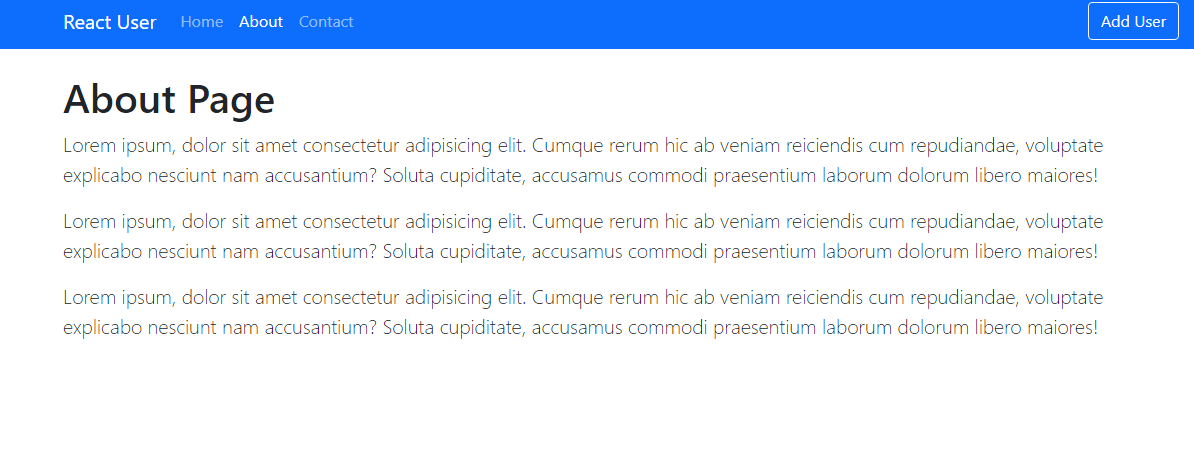 React User Home About Contact Add User
About Page
Lorem ipsum, dolor sit amet consectetur adipisicing elit. Cumque rerum hic ab veniam reiciendis cum repudiandae, voluptate
explicabo nesciunt nam accusantium? Soluta cupiditate, accusamus commodi praesentium laborum dolorum libero maiores!
Lorem ipsum, dolor sit amet consectetur adipisicing elit. Cumque rerum hic ab veniam reiciendis cum repudiandae, voluptate
explicabo nesciunt nam accusantium? Soluta cupiditate, accusamus commodi praesentium laborum dolorum libero maiores!
Lorem ipsum, dolor sit amet consectetur adipisicing elit. Cumque rerum hic ab veniam reiciendis cum repudiandae, voluptate
explicabo nesciunt nam accusantium? Soluta cupiditate, accusamus commodi praesentium laborum dolorum libero maiores!